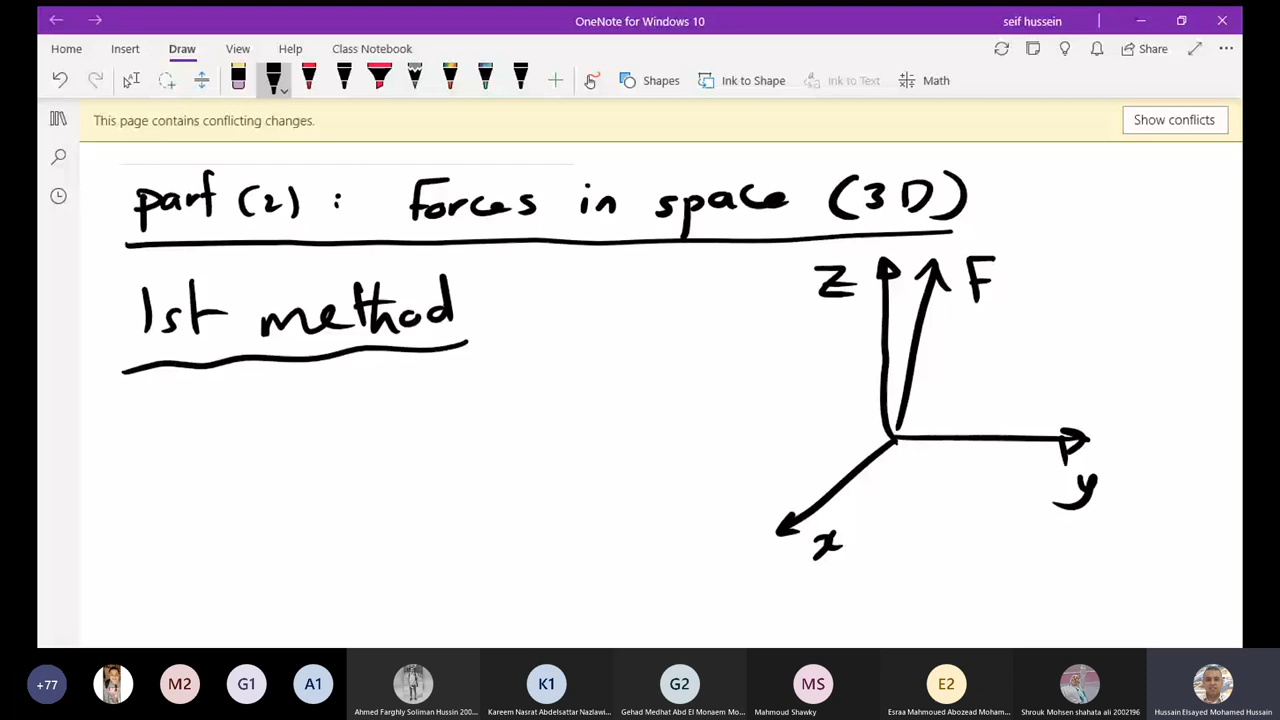 OneNote for Windows 10
seif hussein
Home Insert Draw View Help Class Notebook
Share
Shapes Ink to Shape Ink to Text Math
This page contains conflicting changes.
Show conflicts
part (2) : Forces in space (3D)
1st method
Z F
y
x
+77 M2 G1 A1 K1 G2 MS E2
Ahmed Farghly Soliman Hussin 200... Kareem Nasrat Abdelsattar Nazlawi... Gehad Medhat Abd El Monaem Mo... Mahmoud Shawky Esraa Mahmoued Abozead Moham... Shrouk Mohsen shahata ali 2002196 Hussain Elsayed Mohamed Hussain